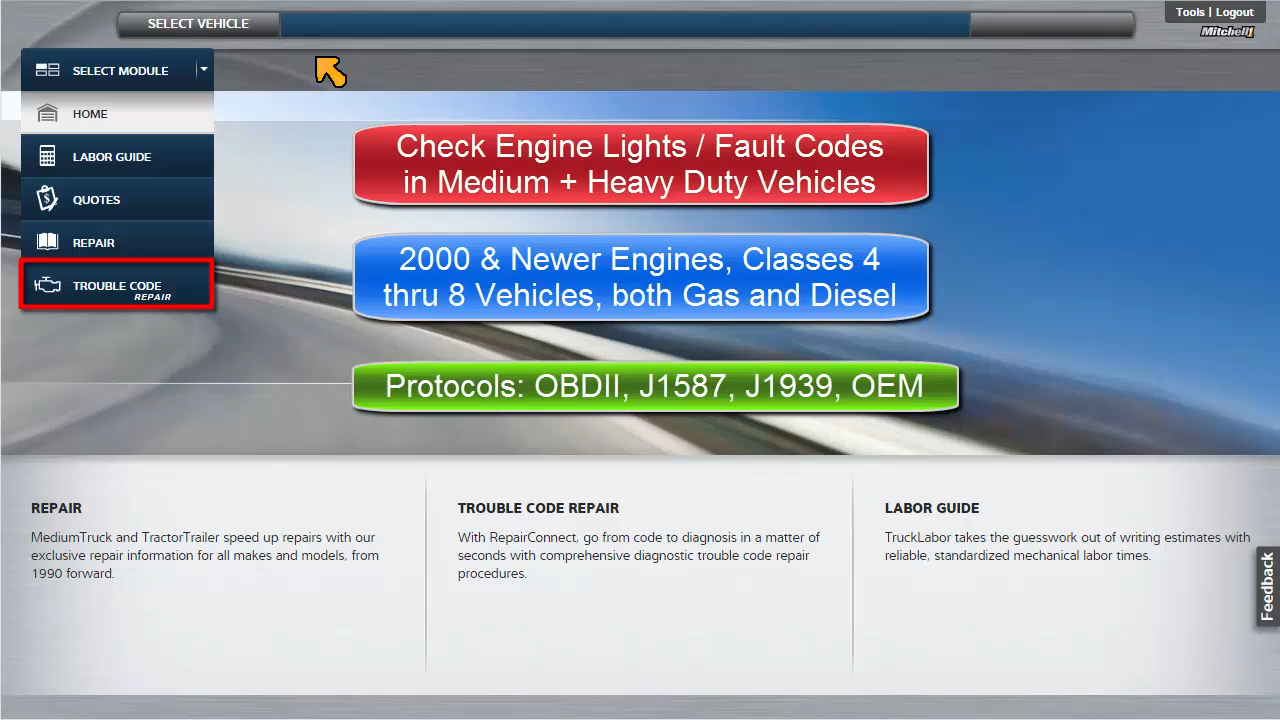 SELECT VEHICLE
Tools | Logout
Mitchell1
SELECT MODULE
HOME
LABOR GUIDE
QUOTES
REPAIR
TROUBLE CODE
REPAIR
Check Engine Lights / Fault Codes
in Medium + Heavy Duty Vehicles
2000 & Newer Engines, Classes 4
thru 8 Vehicles, both Gas and Diesel
Protocols: OBDII, J1587, J1939, OEM
REPAIR
MediumTruck and TractorTrailer speed up repairs with our
exclusive repair information for all makes and models, from
1990 forward.
TROUBLE CODE REPAIR
With RepairConnect, go from code to diagnosis in a matter of
seconds with comprehensive diagnostic trouble code repair
procedures.
LABOR GUIDE
TruckLabor takes the guesswork out of writing estimates with
reliable, standardized mechanical labor times.
Feedback